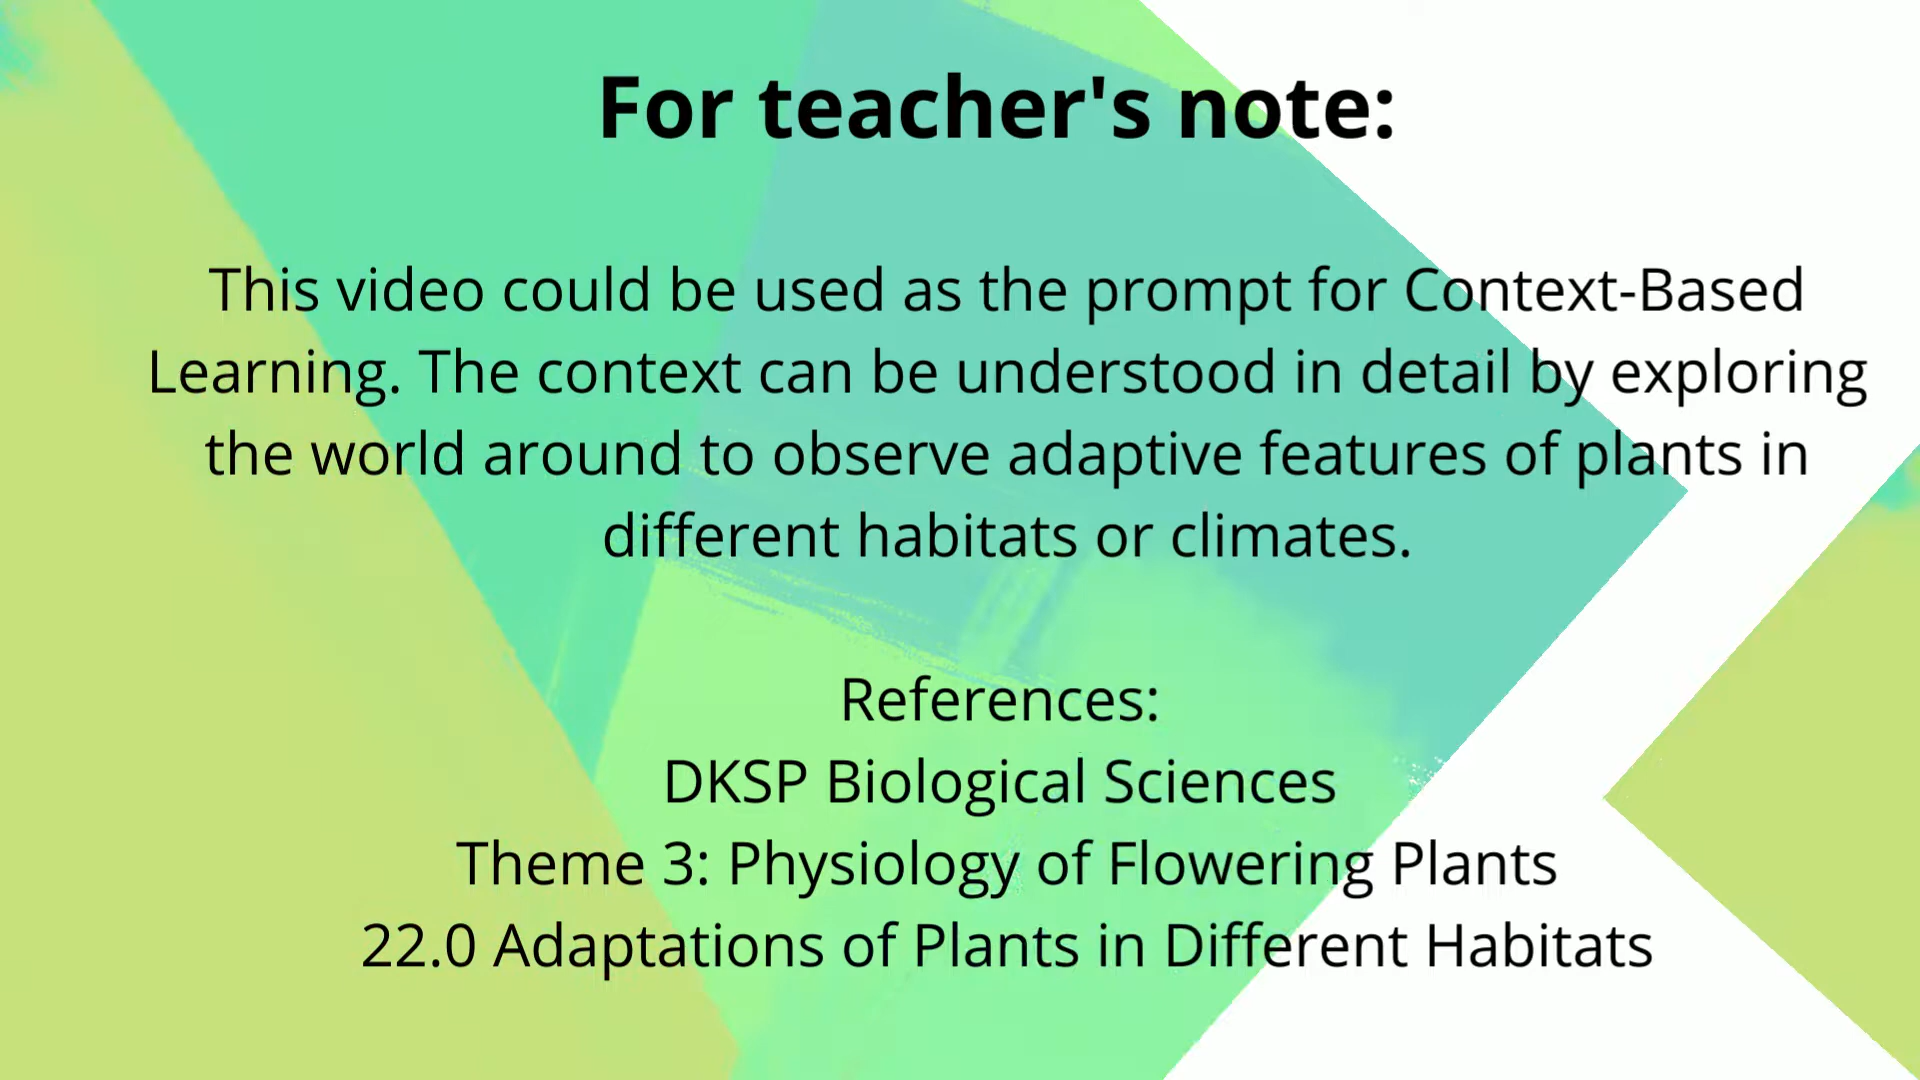 For teacher's note:
This video could be used as the prompt for Context-Based
Learning. The context can be understood in detail by exploring
the world around to observe adaptive features of plants in
different habitats or climates.
References:
DKSP Biological Sciences
Theme 3: Physiology of Flowering Plants
22.0 Adaptations of Plants in Different Habitats